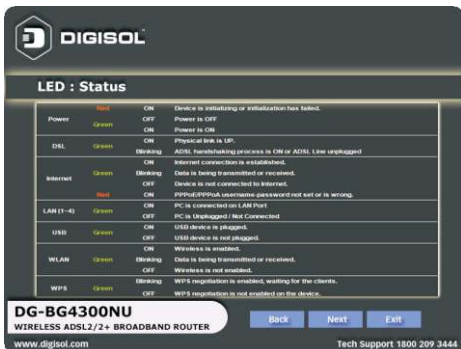 DIGISOL
LED : Status
Power Red ON Device is initializing or initialization has failed.
Green OFF Power is OFF
ON Power is ON
DSL Green ON Physical link is UP.
Blinking ADSL handshaking process is ON or ADSL Line unplugged
Internet Green ON Internet connection is established.
Blinking Data is being transmitted or received.
OFF Device is not connected to Internet.
Red ON PPPoE/PPPoA username-password not set or is wrong.
LAN (1~4) Green ON PC is connected on LAN Port
OFF PC is Unplugged / Not Connected
USB Green ON USB device is plugged.
OFF USB device is not plugged.
WLAN Green ON Wireless is enabled.
Blinking Data is being transmitted or received.
OFF Wireless is not enabled.
WPS Green Blinking WPS negotiation is enabled, waiting for the clients.
OFF WPS negotiation is not enabled on the device.
DG-BG4300NU
WIRELESS ADSL2/2+ BROADBAND ROUTER
Back Next Exit
www.digisol.com Tech Support 1800 209 3444